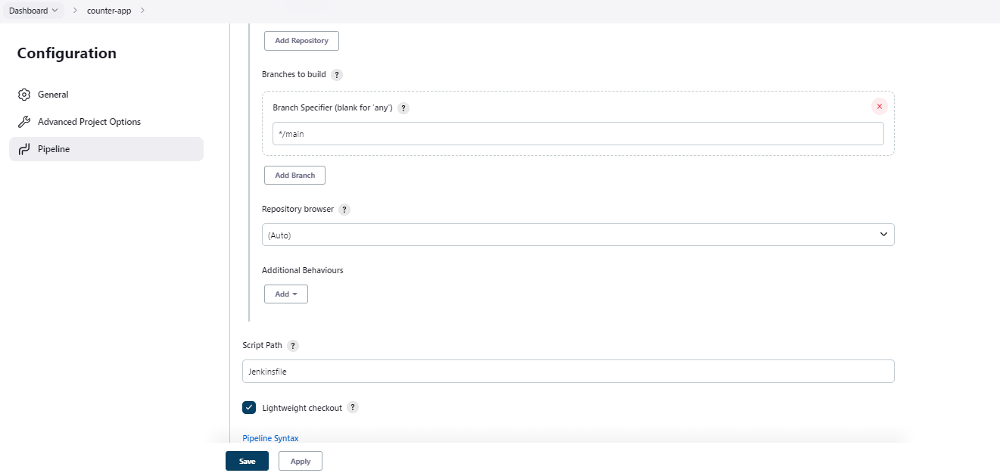 Dashboard
counter-app
Configuration
General
Advanced Project Options
Pipeline
Add Repository
Branches to build ?
Branch Specifier (blank for 'any') ?
*/main
Add Branch
Repository browser ?
(Auto)
Additional Behaviours
Add
Script Path ?
Jenkinsfile
Lightweight checkout ?
Pipeline Syntax
Save Apply